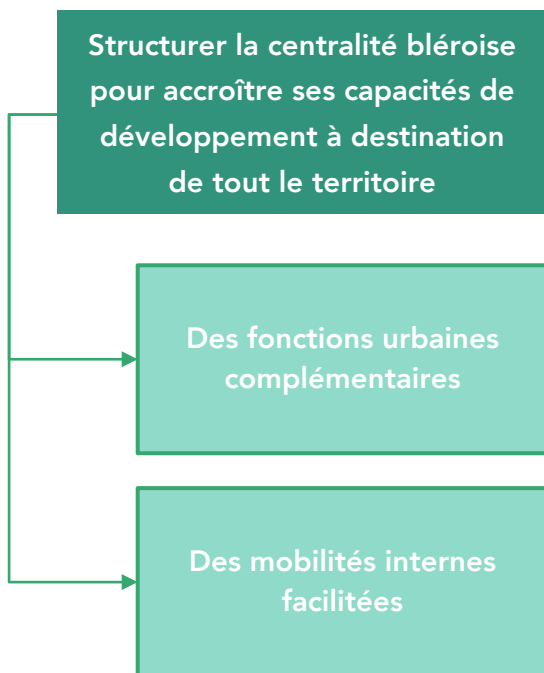 Structurer la centralité bléroise
pour accroître ses capacités de
développement à destination
de tout le territoire
Des fonctions urbaines
complémentaires
Des mobilités internes
facilitées